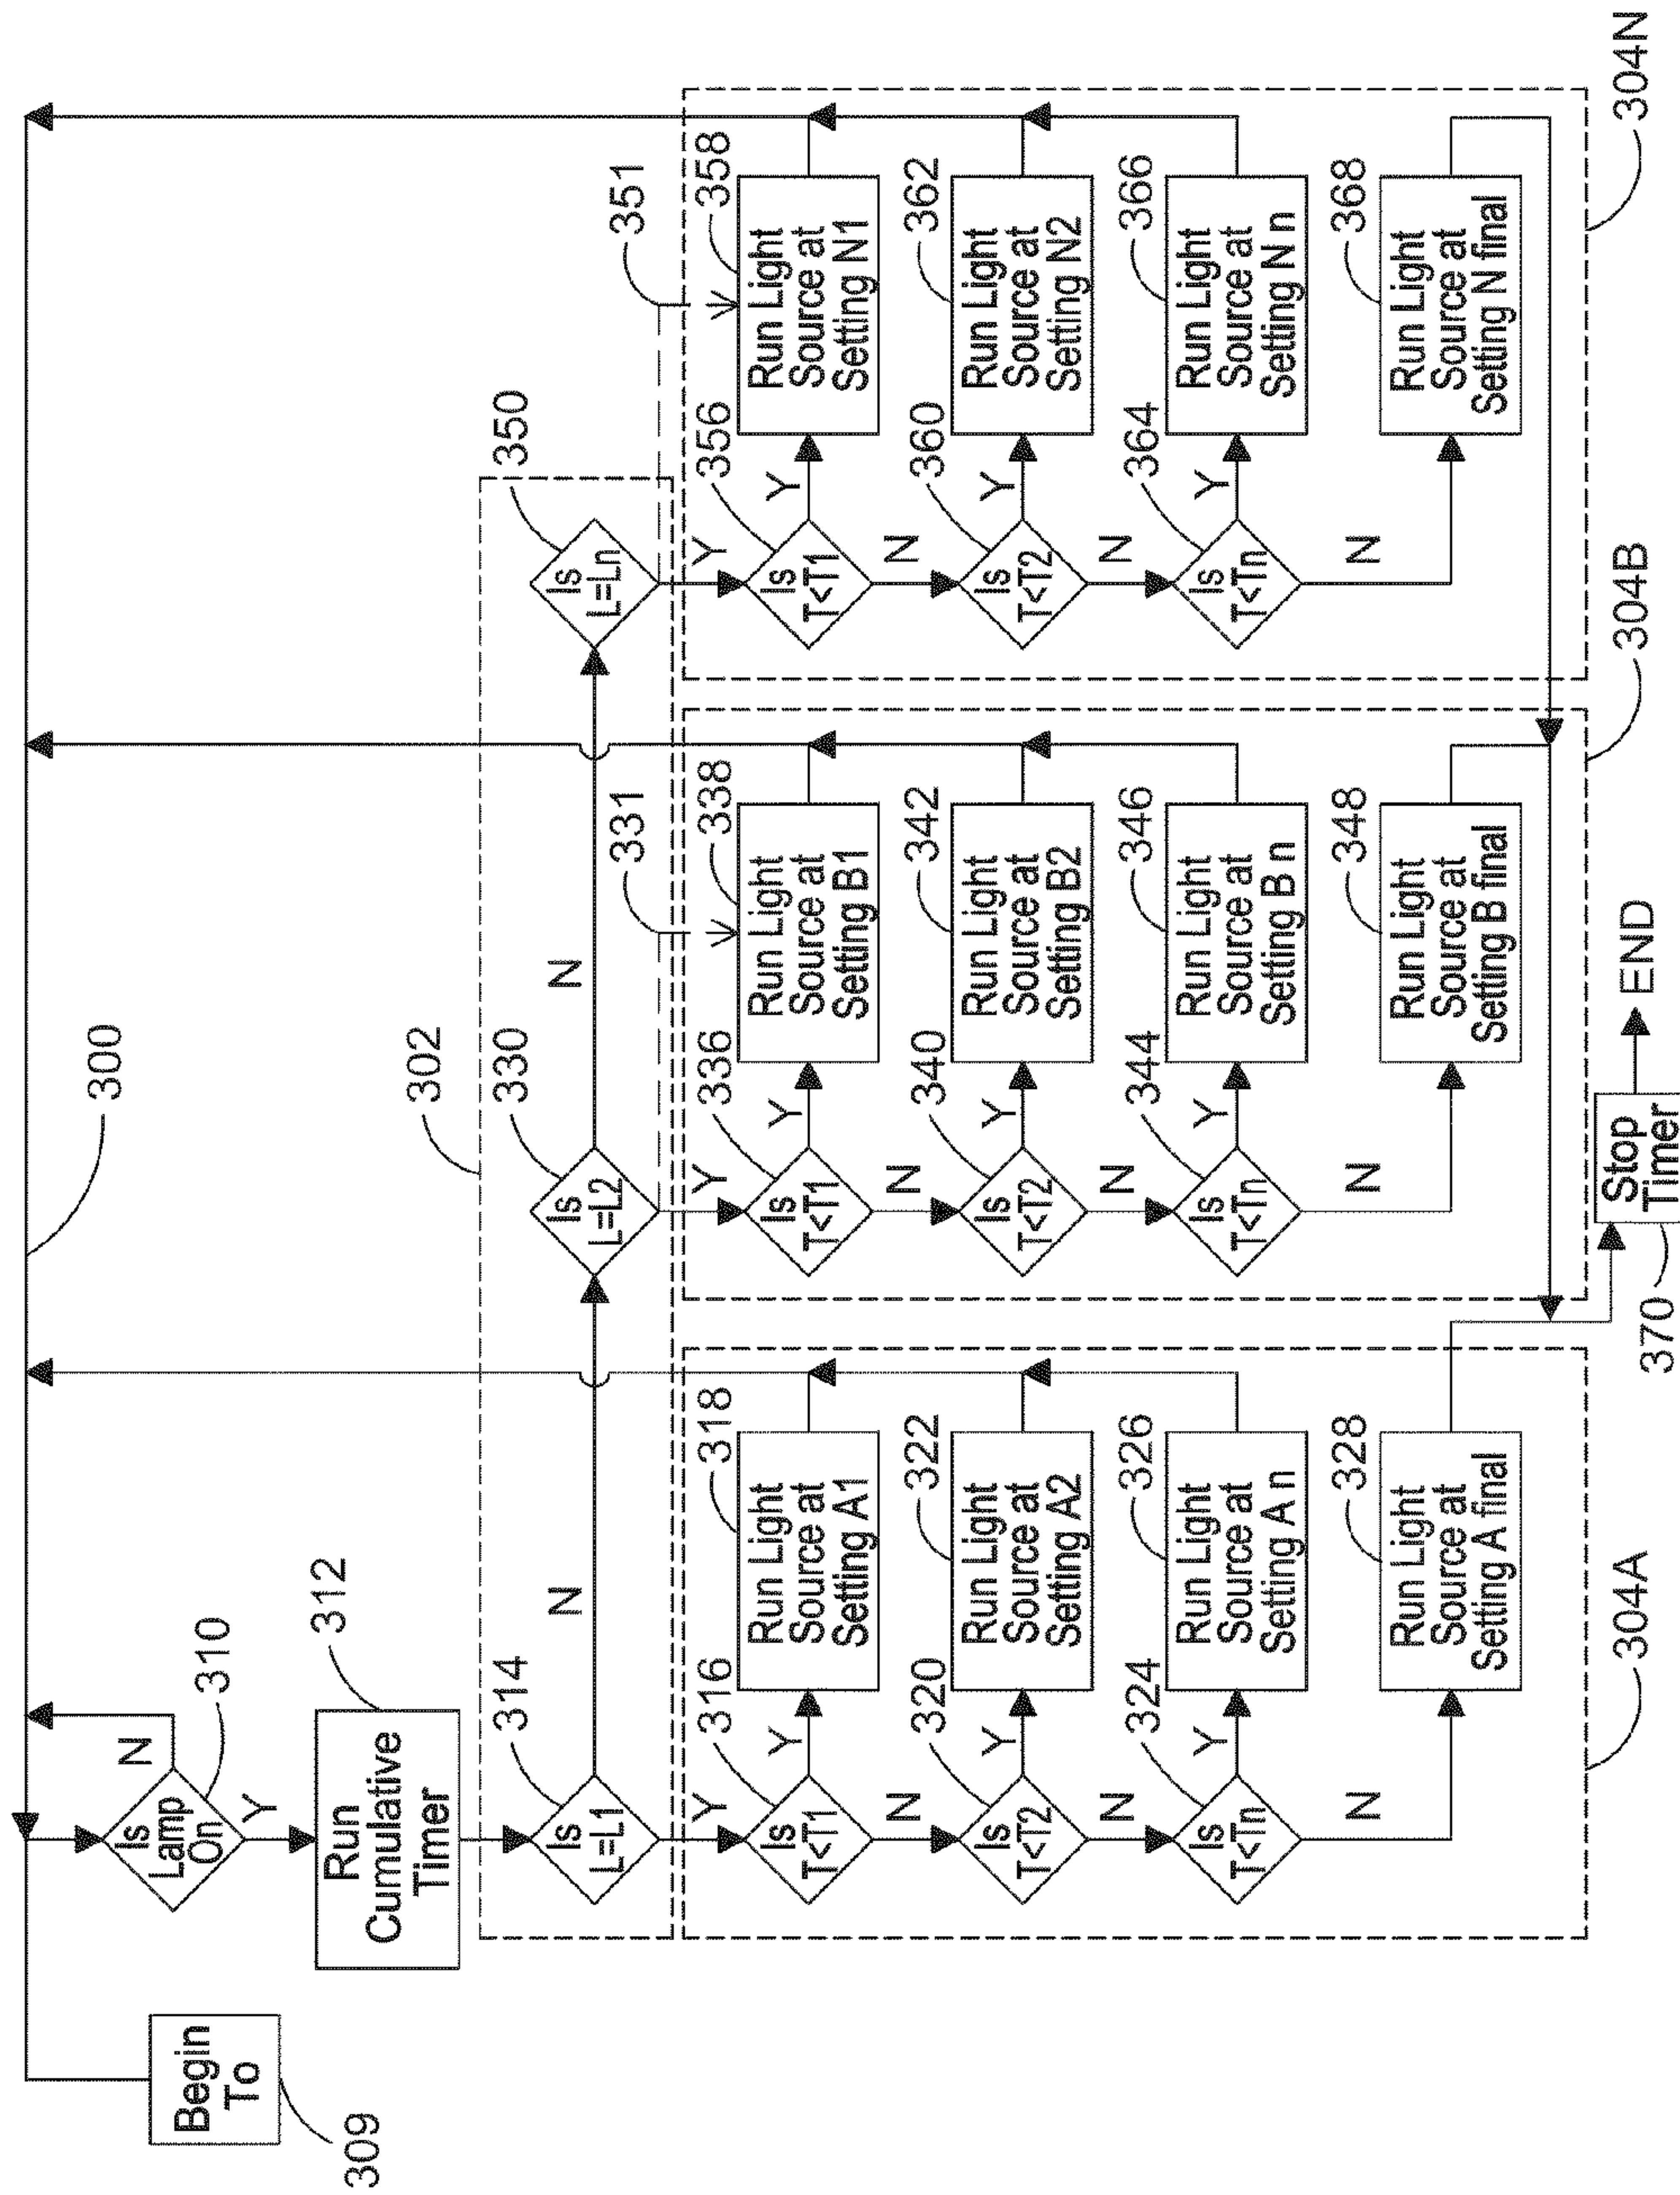 300
Begin
To
309
Is
Lamp
On
N
Y
310
Run
Cumulative
Timer
312
302
Is
L=L1
314
N
Y
Is
L=L2
330
N
Y
331
Is
L=Ln
350
Y
351
Is
T<T1
316
Y
N
Run Light
Source at
Setting A1
318
Is
T<T2
320
Y
N
Run Light
Source at
Setting A2
322
Is
T<Tn
324
Y
N
Run Light
Source at
Setting A n
326
Run Light
Source at
Setting A final
328
304A
Is
T<T1
336
Y
N
Run Light
Source at
Setting B1
338
Is
T<T2
340
Y
N
Run Light
Source at
Setting B2
342
Is
T<Tn
344
Y
N
Run Light
Source at
Setting B n
346
Run Light
Source at
Setting B final
348
304B
Is
T<T1
356
Y
N
Run Light
Source at
Setting N1
358
Is
T<T2
360
Y
N
Run Light
Source at
Setting N2
362
Is
T<Tn
364
Y
N
Run Light
Source at
Setting N n
366
Run Light
Source at
Setting N final
368
304N
Stop
Timer
370
END